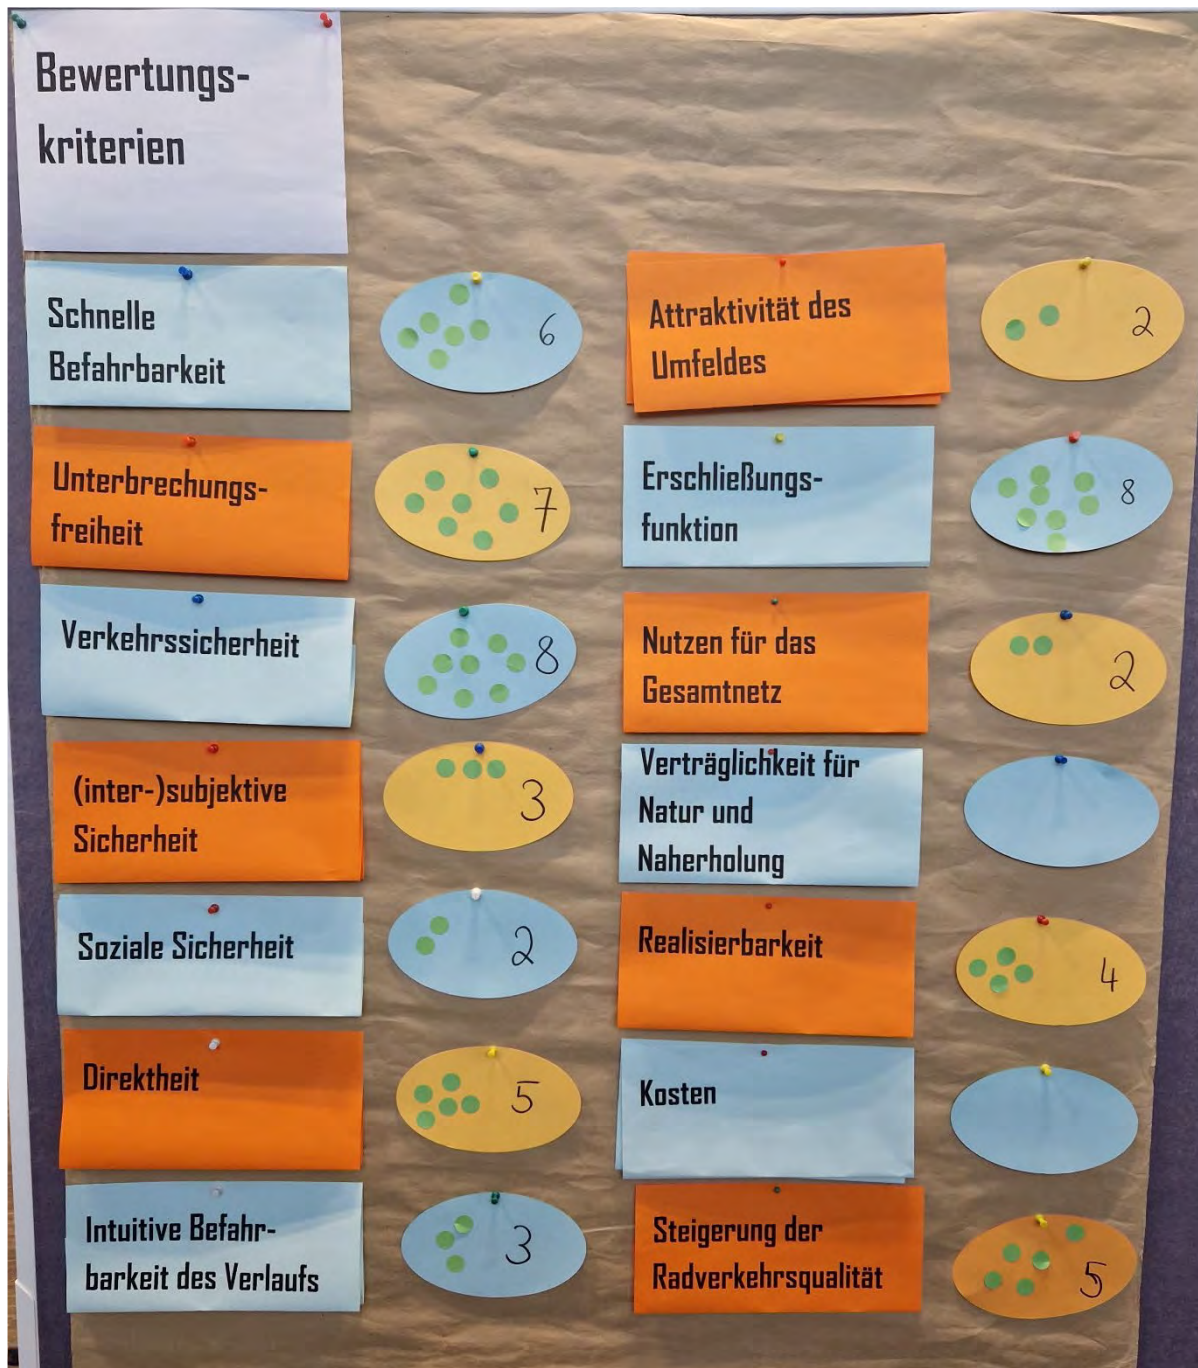 Bewertungs-
kriterien
Schnelle
Befahrbarkeit
6
Unterbrechungs-
freiheit
7
Verkehrssicherheit
8
(inter-)subjektive
Sicherheit
3
Soziale Sicherheit
2
Direktheit
5
Intuitive Befahr-
barkeit des Verlaufs
3
Attraktivität des
Umfeldes
2
Erschließungs-
funktion
8
Nutzen für das
Gesamtnetz
2
Verträglichkeit für
Natur und
Naherholung
Realisierbarkeit
4
Kosten
Steigerung der
Radverkehrsqualität
5